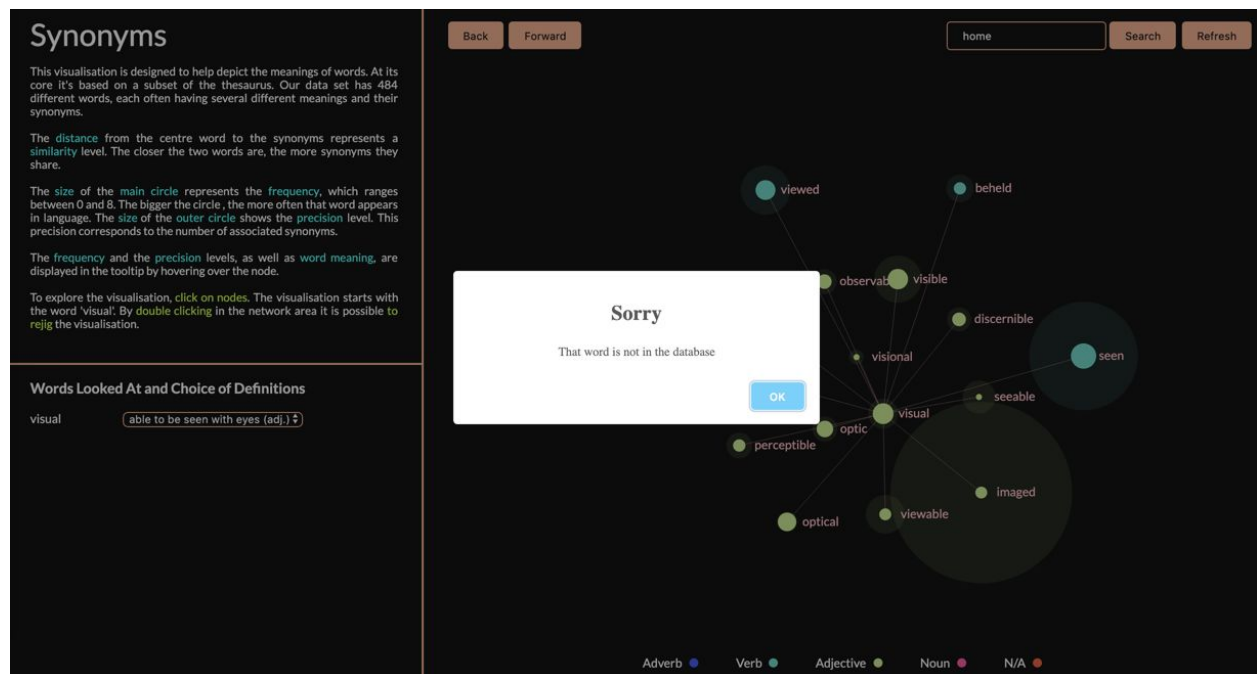 Synonyms
This visualisation is designed to help depict the meanings of words. At its
core it's based on a subset of the thesaurus. Our data set has 484
different words, each often having several different meanings and their
synonyms.
The distance from the centre word to the synonyms represents a
similarity level. The closer the two words are, the more synonyms they
share.
The size of the main circle represents the frequency, which ranges
between 0 and 8. The bigger the circle , the more often that word appears
in language. The size of the outer circle shows the precision level. This
precision corresponds to the number of associated synonyms.
The frequency and the precision levels, as well as word meaning, are
displayed in the tooltip by hovering over the node.
To explore the visualisation, click on nodes. The visualisation starts with
the word 'visual'. By double clicking in the network area it is possible to
rejig the visualisation.
Words Looked At and Choice of Definitions
visual able to be seen with eyes (adj.)
Back Forward home Search Refresh
viewed beheld
observab visible
discernible
Sorry
That word is not in the database
OK
visional seen
seeable
visual
optic
perceptible
imaged
optical viewable
Adverb Verb Adjective Noun N/A